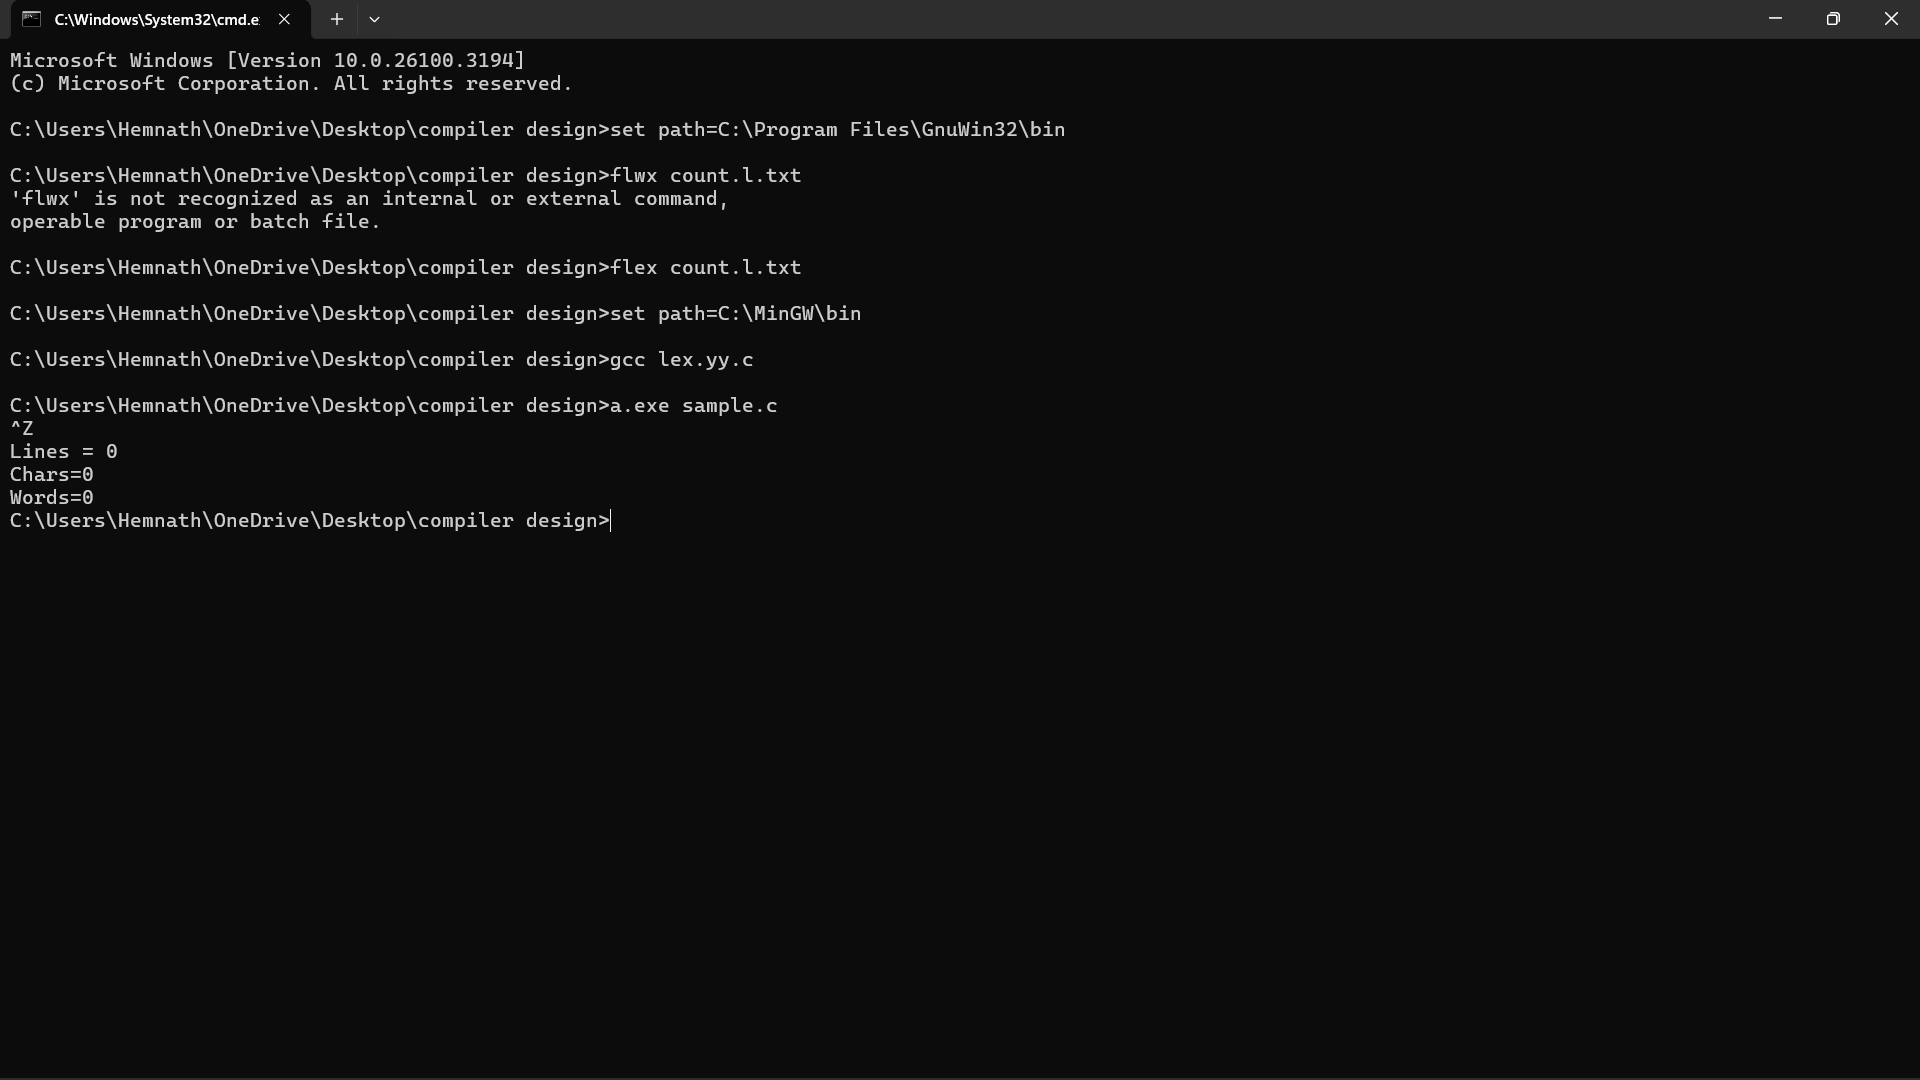 C:\Windows\System32\cmd.e
Microsoft Windows [Version 10.0.26100.3194]
(c) Microsoft Corporation. All rights reserved.
C:\Users\Hemnath\OneDrive\Desktop\compiler design>set path=C:\Program Files\GnuWin32\bin
C:\Users\Hemnath\OneDrive\Desktop\compiler design>flwx count.l.txt
'flwx' is not recognized as an internal or external command,
operable program or batch file.
C:\Users\Hemnath\OneDrive\Desktop\compiler design>flex count.l.txt
C:\Users\Hemnath\OneDrive\Desktop\compiler design>set path=C:\MinGW\bin
C:\Users\Hemnath\OneDrive\Desktop\compiler design>gcc lex.yy.c
C:\Users\Hemnath\OneDrive\Desktop\compiler design>a.exe sample.c
^Z
Lines = 0
Chars=0
Words=0
C:\Users\Hemnath\OneDrive\Desktop\compiler design>